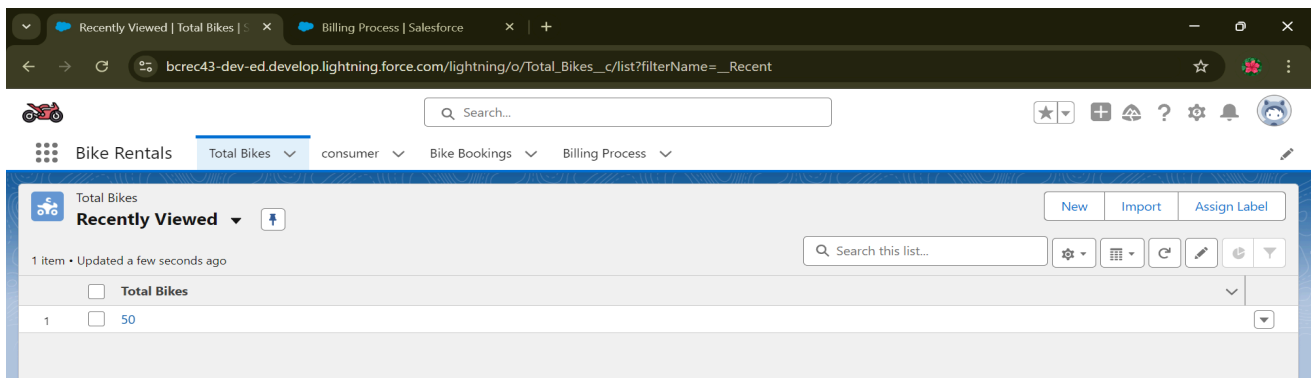 Recently Viewed | Total Bikes | S
Billing Process | Salesforce
bcrec43-dev-ed.develop.lightning.force.com/lightning/o/Total_Bikes__c/list?filterName=__Recent
Search...
Bike Rentals Total Bikes consumer Bike Bookings Billing Process
Total Bikes
Recently Viewed
New Import Assign Label
1 item • Updated a few seconds ago
Search this list...
Total Bikes
1 50